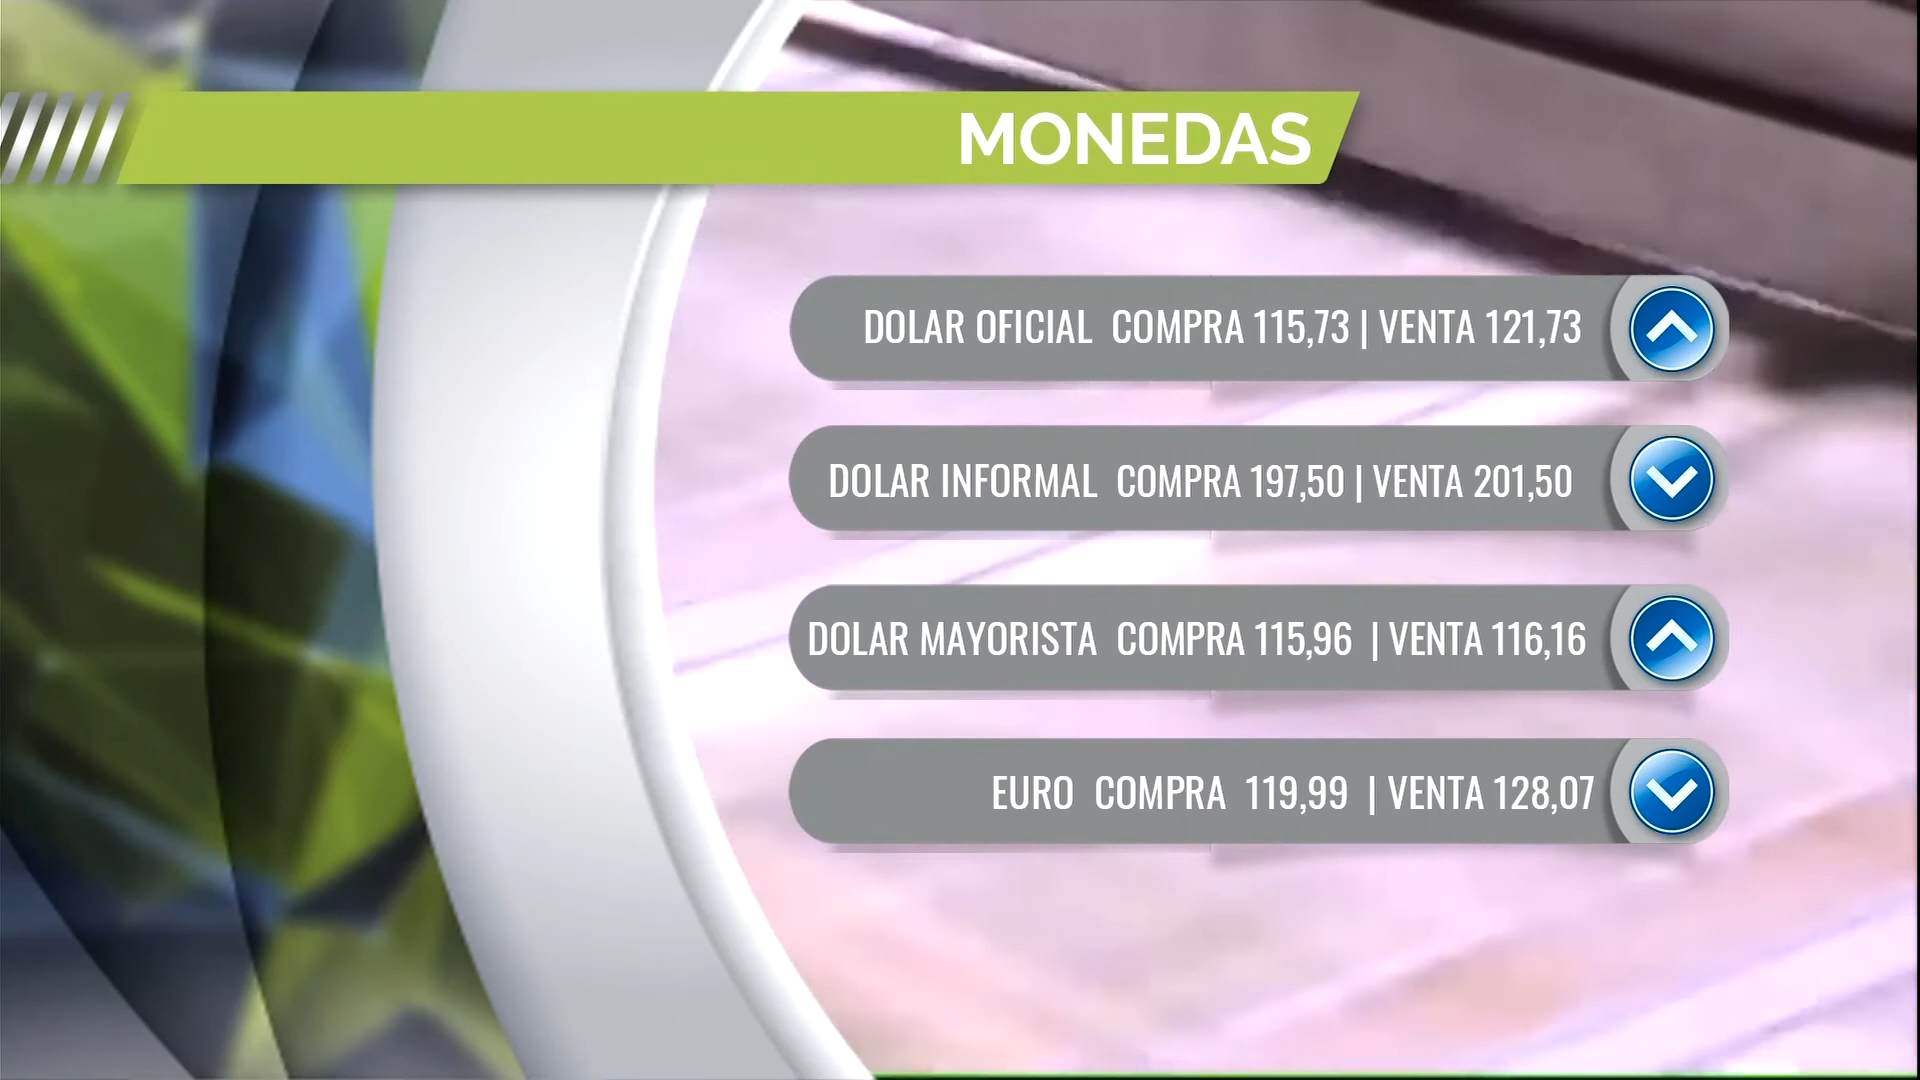 MONEDAS
DOLAR OFICIAL COMPRA 115,73 | VENTA 121,73
DOLAR INFORMAL COMPRA 197,50 | VENTA 201,50
DOLAR MAYORISTA COMPRA 115,96 | VENTA 116,16
EURO COMPRA 119,99 | VENTA 128,07